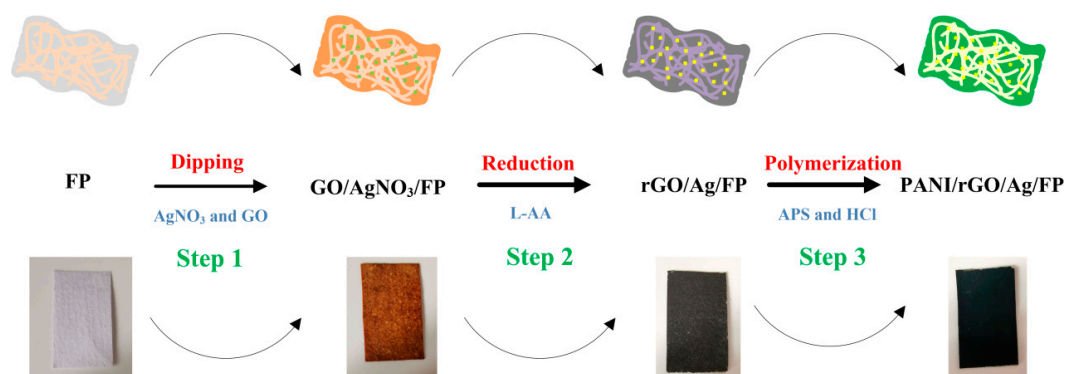 FP
Dipping
AgNO₃ and GO
Step 1
GO/AgNO₃/FP
Reduction
L-AA
Step 2
rGO/Ag/FP
Polymerization
APS and HCl
Step 3
PANI/rGO/Ag/FP